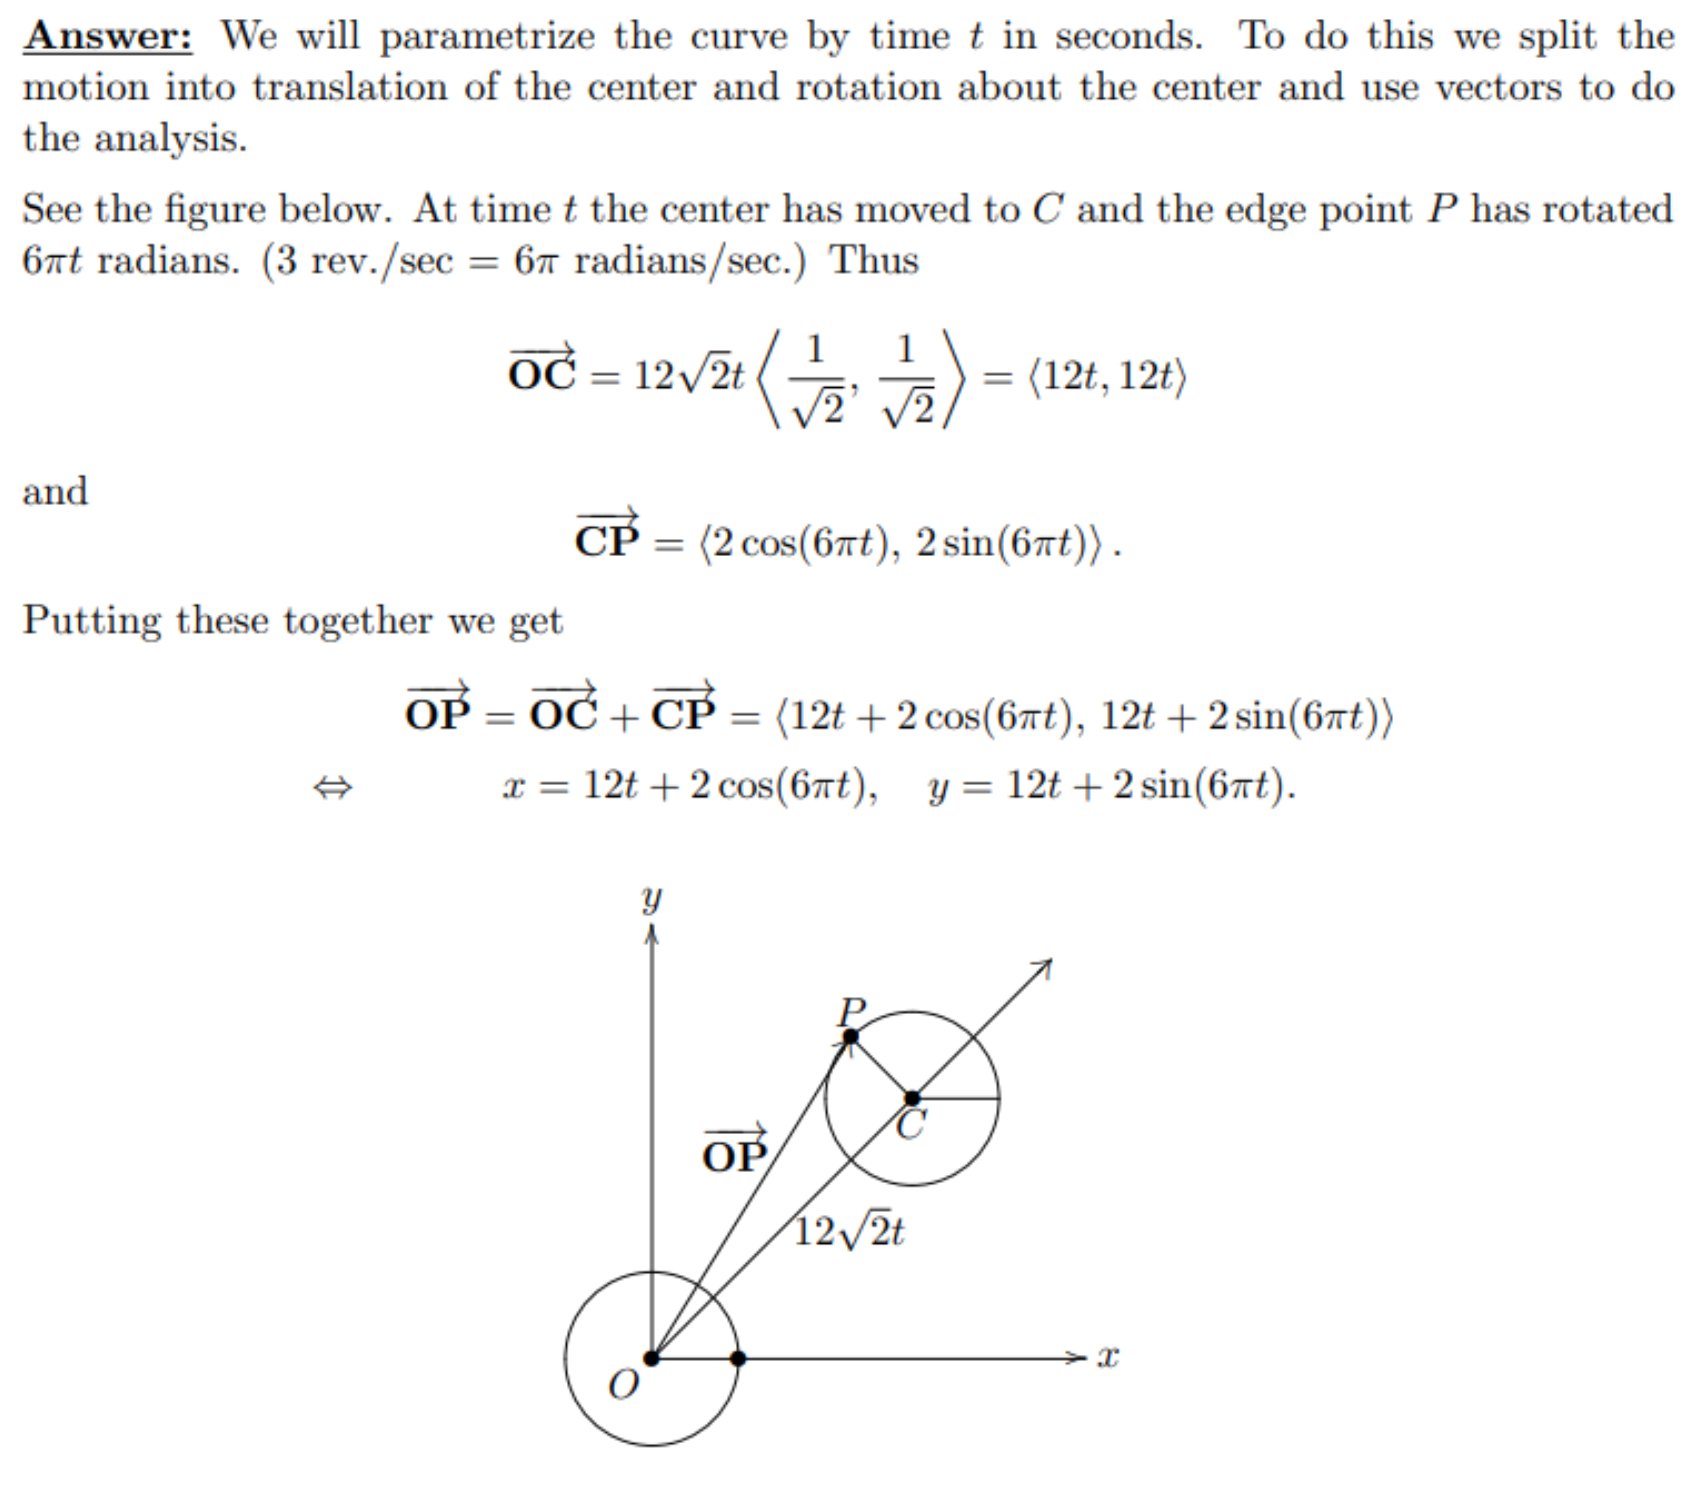 Answer: We will parametrize the curve by time t in seconds. To do this we split the
motion into translation of the center and rotation about the center and use vectors to do
the analysis.
See the figure below. At time t the center has moved to C and the edge point P has rotated
6πt radians. (3 rev./sec = 6π radians/sec.) Thus
$\overrightarrow{\mathbf{OC}} = 12\sqrt{2}t \left\langle \frac{1}{\sqrt{2}}, \frac{1}{\sqrt{2}} \right\rangle = \langle 12t, 12t \rangle$
and
$\overrightarrow{\mathbf{CP}} = \langle 2\cos(6\pi t), 2\sin(6\pi t) \rangle.$
Putting these together we get
$\overrightarrow{\mathbf{OP}} = \overrightarrow{\mathbf{OC}} + \overrightarrow{\mathbf{CP}} = \langle 12t + 2\cos(6\pi t), 12t + 2\sin(6\pi t) \rangle$
$\Leftrightarrow \quad x = 12t + 2\cos(6\pi t), \quad y = 12t + 2\sin(6\pi t).$
y
P
C
$\overrightarrow{\mathbf{OP}}$
$12\sqrt{2}t$
x
O